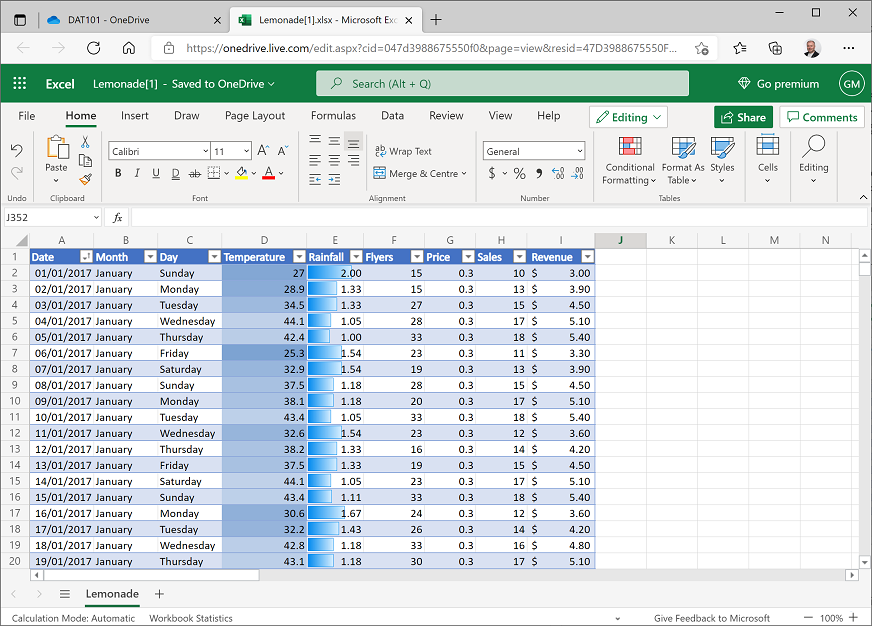 DAT101 - OneDrive
Lemonade[1].xlsx - Microsoft Exc
https://onedrive.live.com/edit.aspx?cid=047d3988675550f0&page=view&resid=47D3988675550F...
Excel Lemonade[1] - Saved to OneDrive Search (Alt + Q) Go premium GM
File Home Insert Draw Page Layout Formulas Data Review View Help Editing Share Comments
Calibri 11 General
Paste Wrap Text Conditional Formatting Format As Table Styles Cells Editing
B I U D ab A Merge & Centre $ % 9 .00
Undo Clipboard Font Alignment Number Tables
J352 fx
A B C D E F G H I J K L M N
1 Date Month Day Temperature Rainfall Flyers Price Sales Revenue
2 01/01/2017 January Sunday 27 2.00 15 0.3 10 $ 3.00
3 02/01/2017 January Monday 28.9 1.33 15 0.3 13 $ 3.90
4 03/01/2017 January Tuesday 34.5 1.33 27 0.3 15 $ 4.50
5 04/01/2017 January Wednesday 44.1 1.05 28 0.3 17 $ 5.10
6 05/01/2017 January Thursday 42.4 1.00 33 0.3 18 $ 5.40
7 06/01/2017 January Friday 25.3 1.54 23 0.3 11 $ 3.30
8 07/01/2017 January Saturday 32.9 1.54 19 0.3 13 $ 3.90
9 08/01/2017 January Sunday 37.5 1.18 28 0.3 15 $ 4.50
10 09/01/2017 January Monday 38.1 1.18 20 0.3 17 $ 5.10
11 10/01/2017 January Tuesday 43.4 1.05 33 0.3 18 $ 5.40
12 11/01/2017 January Wednesday 32.6 1.54 23 0.3 12 $ 3.60
13 12/01/2017 January Thursday 38.2 1.33 16 0.3 14 $ 4.20
14 13/01/2017 January Friday 37.5 1.33 19 0.3 15 $ 4.50
15 14/01/2017 January Saturday 44.1 1.05 23 0.3 17 $ 5.10
16 15/01/2017 January Sunday 43.4 1.11 33 0.3 18 $ 5.40
17 16/01/2017 January Monday 30.6 1.67 24 0.3 12 $ 3.60
18 17/01/2017 January Tuesday 32.2 1.43 26 0.3 14 $ 4.20
19 18/01/2017 January Wednesday 42.8 1.18 33 0.3 16 $ 4.80
20 19/01/2017 January Thursday 43.1 1.18 30 0.3 17 $ 5.10
Lemonade
Calculation Mode: Automatic Workbook Statistics Give Feedback to Microsoft 100%